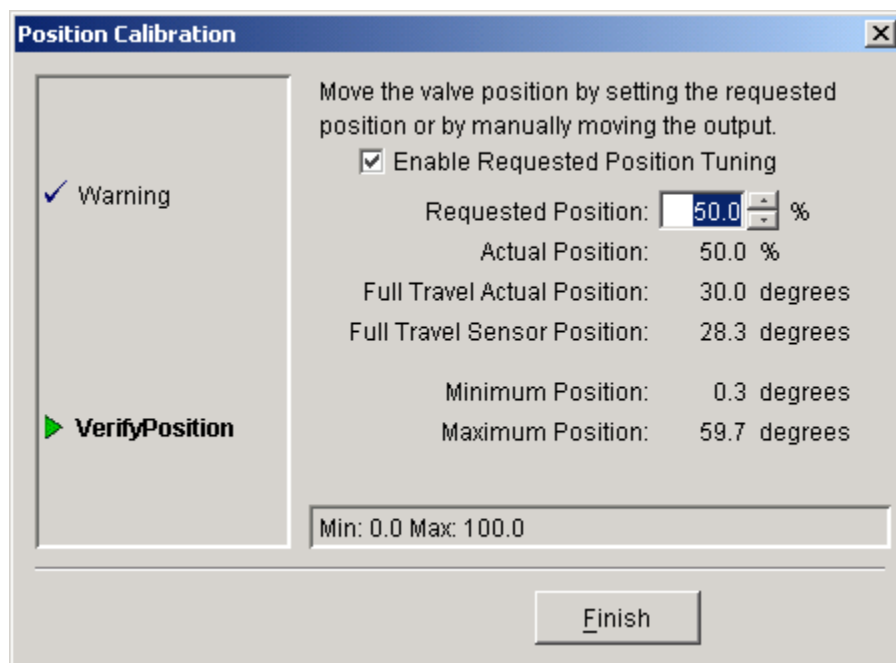 Position Calibration
Warning
VerifyPosition
Move the valve position by setting the requested
position or by manually moving the output.
Enable Requested Position Tuning
Requested Position: 50.0 %
Actual Position: 50.0 %
Full Travel Actual Position: 30.0 degrees
Full Travel Sensor Position: 28.3 degrees
Minimum Position: 0.3 degrees
Maximum Position: 59.7 degrees
Min: 0.0 Max: 100.0
Finish